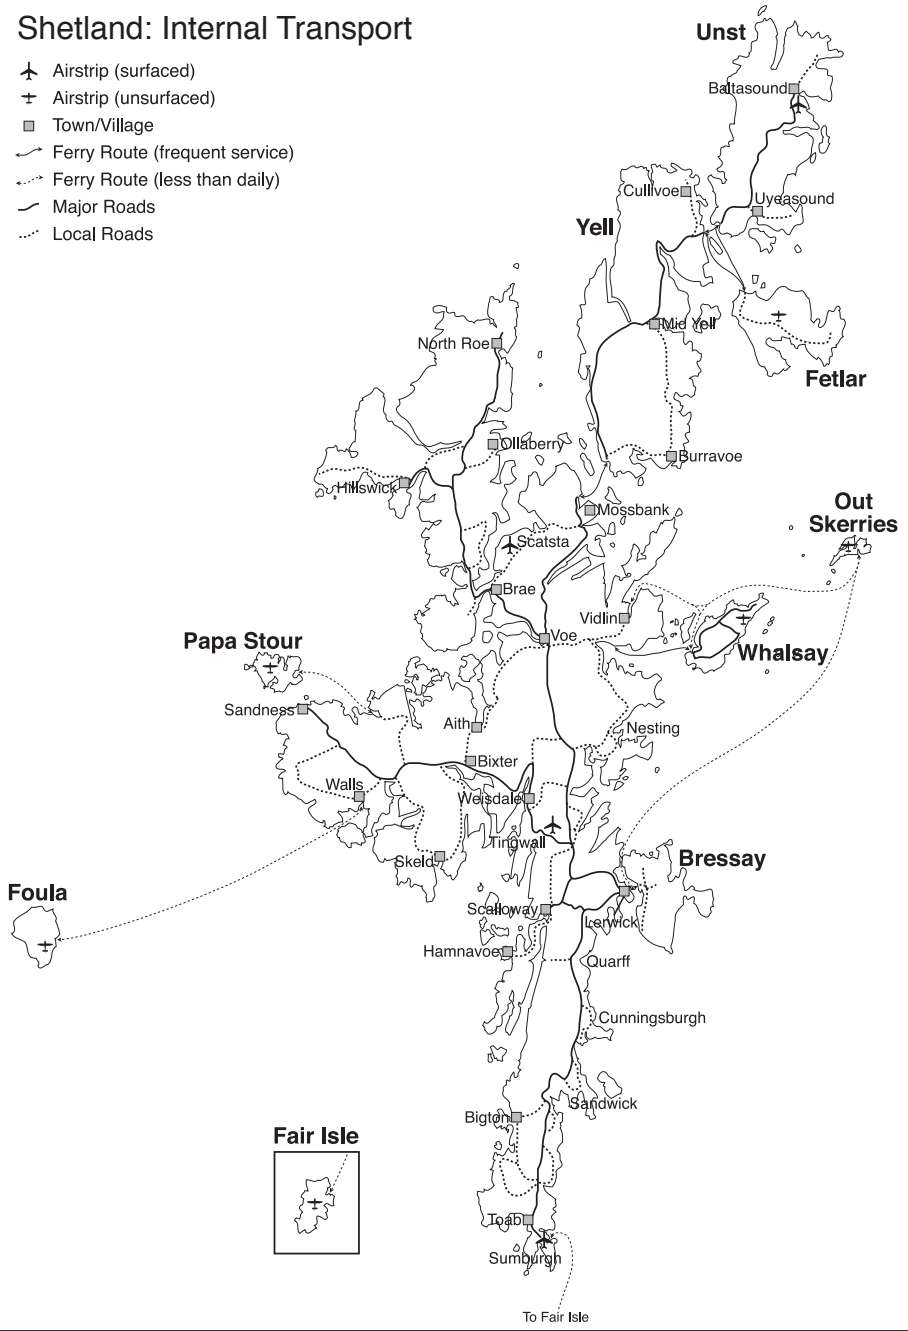 Shetland: Internal Transport
Airstrip (surfaced)
Airstrip (unsurfaced)
Town/Village
Ferry Route (frequent service)
Ferry Route (less than daily)
Major Roads
Local Roads
Unst
Baltasound
Cullivoe
Uyeasound
Yell
Mid Yell
North Roe
Fetlar
Ollaberry
Burravoe
Hillswick
Out
Skerries
Mossbank
Scatsta
Brae
Vidlin
Voe
Papa Stour
Whalsay
Sandness
Aith
Nesting
Bixter
Walls
Weisdale
Tingwall
Skeld
Bressay
Foula
Scalloway
Lerwick
Hamnavoe
Quarff
Cunningsburgh
Sandwick
Bigton
Fair Isle
Toab
Sumburgh
To Fair Isle